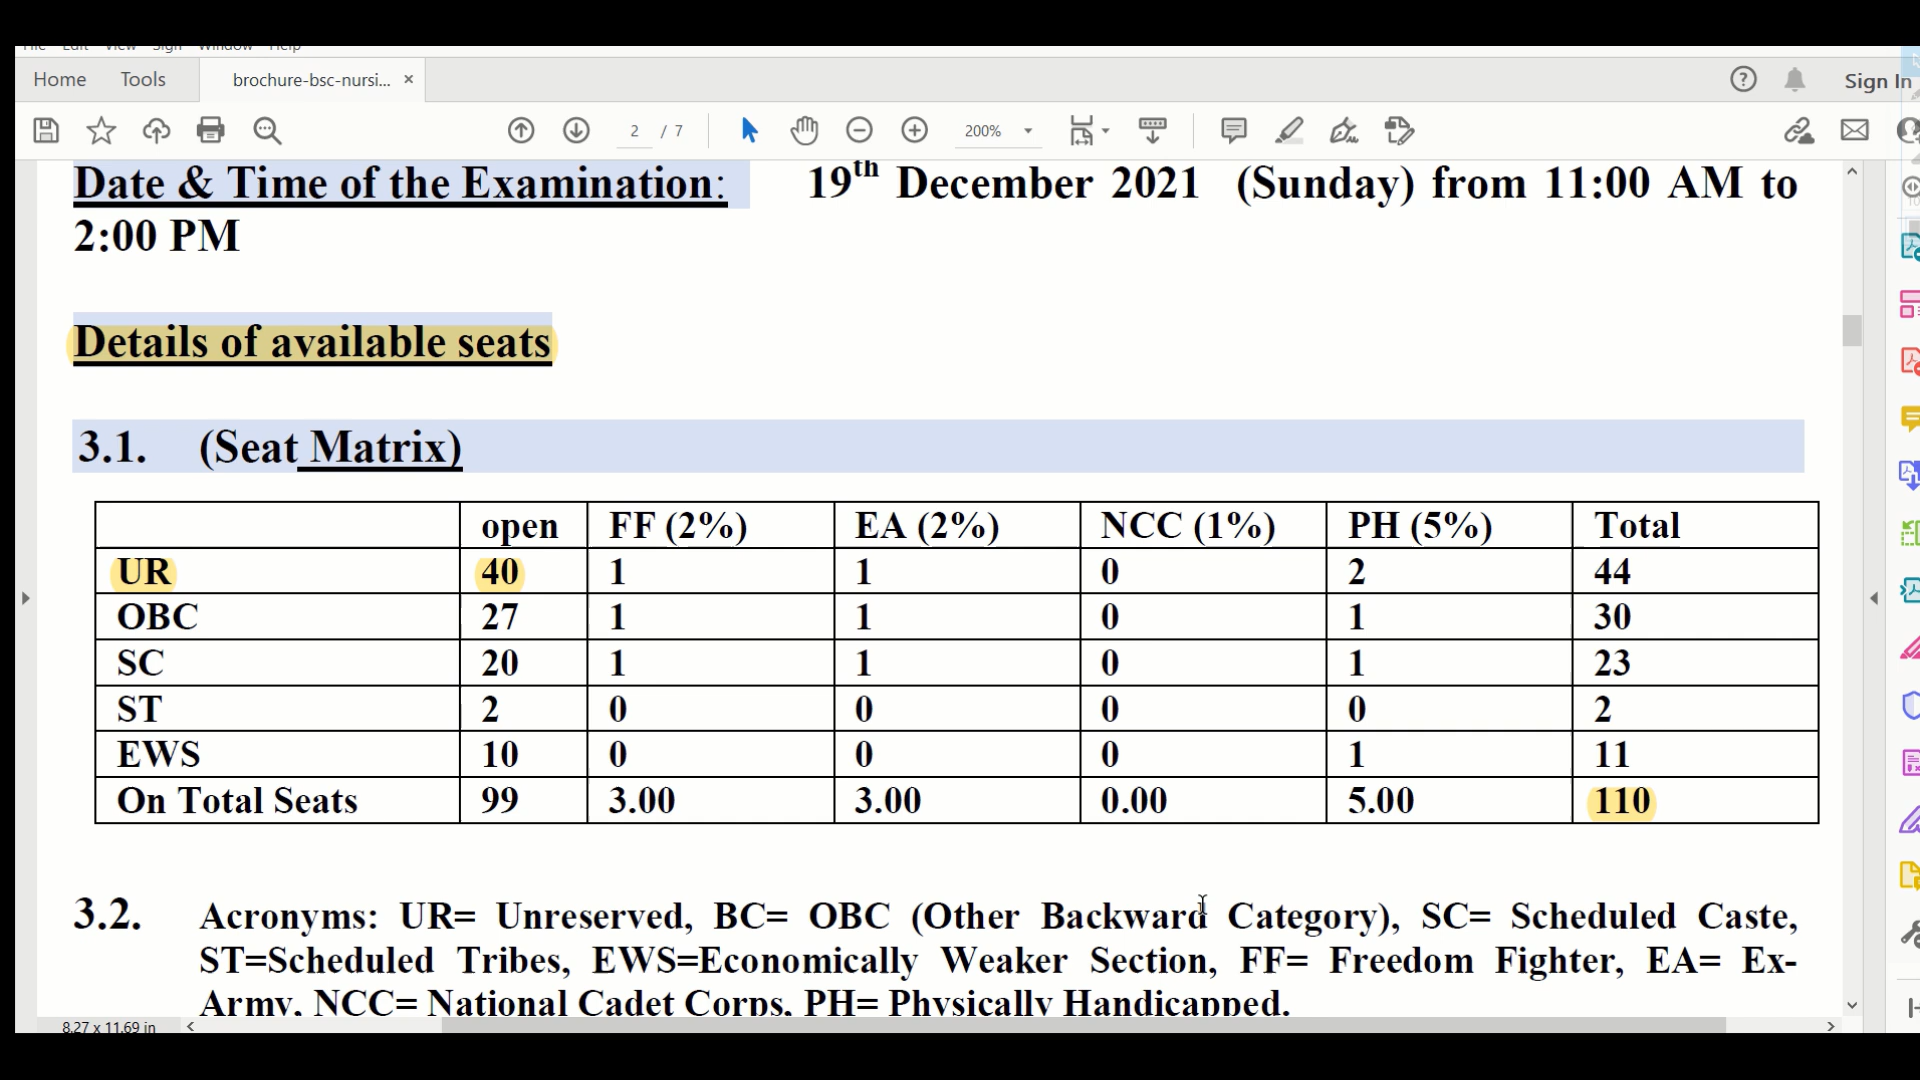 File Edit View Sign Window Help
Home Tools brochure-bsc-nursi... × Sign In
2 / 7 200%
Date & Time of the Examination: 19th December 2021 (Sunday) from 11:00 AM to
2:00 PM
Details of available seats
3.1. (Seat Matrix)
open FF (2%) EA (2%) NCC (1%) PH (5%) Total
UR 40 1 1 0 2 44
OBC 27 1 1 0 1 30
SC 20 1 1 0 1 23
ST 2 0 0 0 0 2
EWS 10 0 0 0 1 11
On Total Seats 99 3.00 3.00 0.00 5.00 110
3.2. Acronyms: UR= Unreserved, BC= OBC (Other Backward Category), SC= Scheduled Caste,
ST=Scheduled Tribes, EWS=Economically Weaker Section, FF= Freedom Fighter, EA= Ex-
Army, NCC= National Cadet Corps, PH= Physically Handicapped.
8.27 x 11.69 in